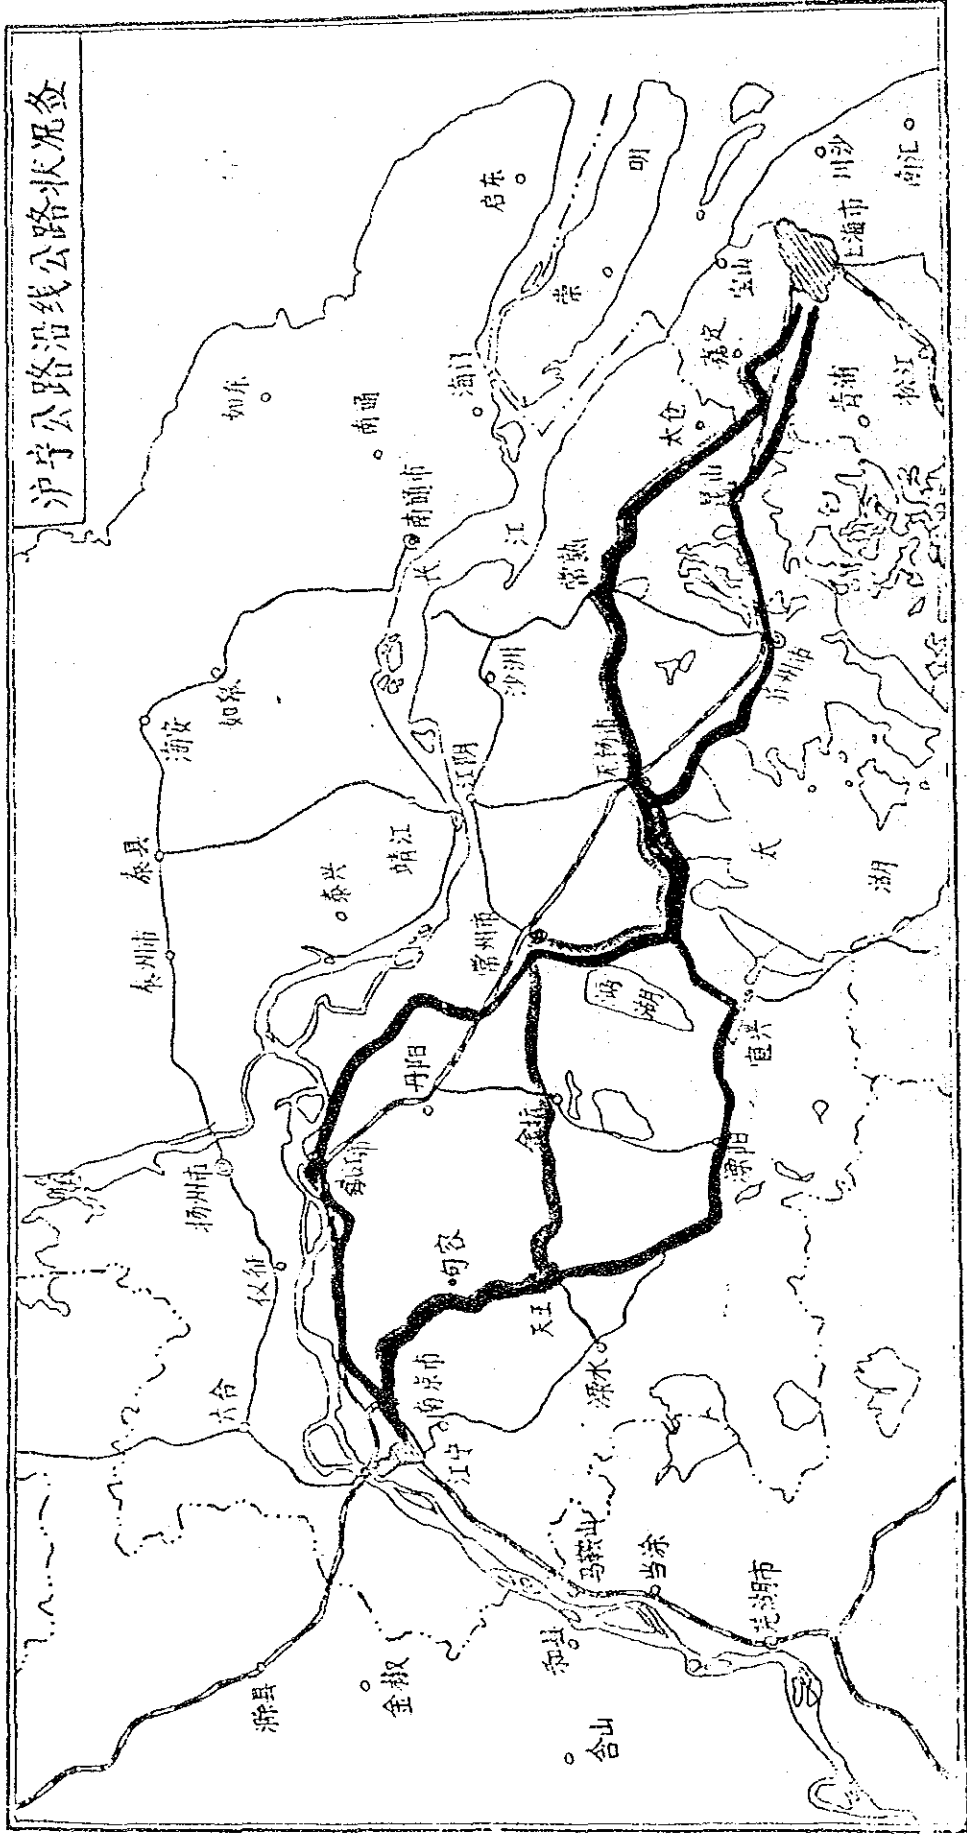 沪宁公路沿线公路状况图
启东
崇
明
川沙
南汇
上海市
宝山
嘉定
如东
南通
海门
太仓
青浦
松江
昆山
南通市
长
江
常熟
海安
如皋
沙洲
苏州市
无锡市
江阴
靖江
泰县
泰兴
泰州市
常州市
太
湖
滆
湖
宜兴
丹阳
金坛
溧阳
扬州市
镇江市
仪征
句容
天王
溧水
六合
南京市
江宁
马鞍山
当涂
芜湖市
和县
滁县
全椒
含山